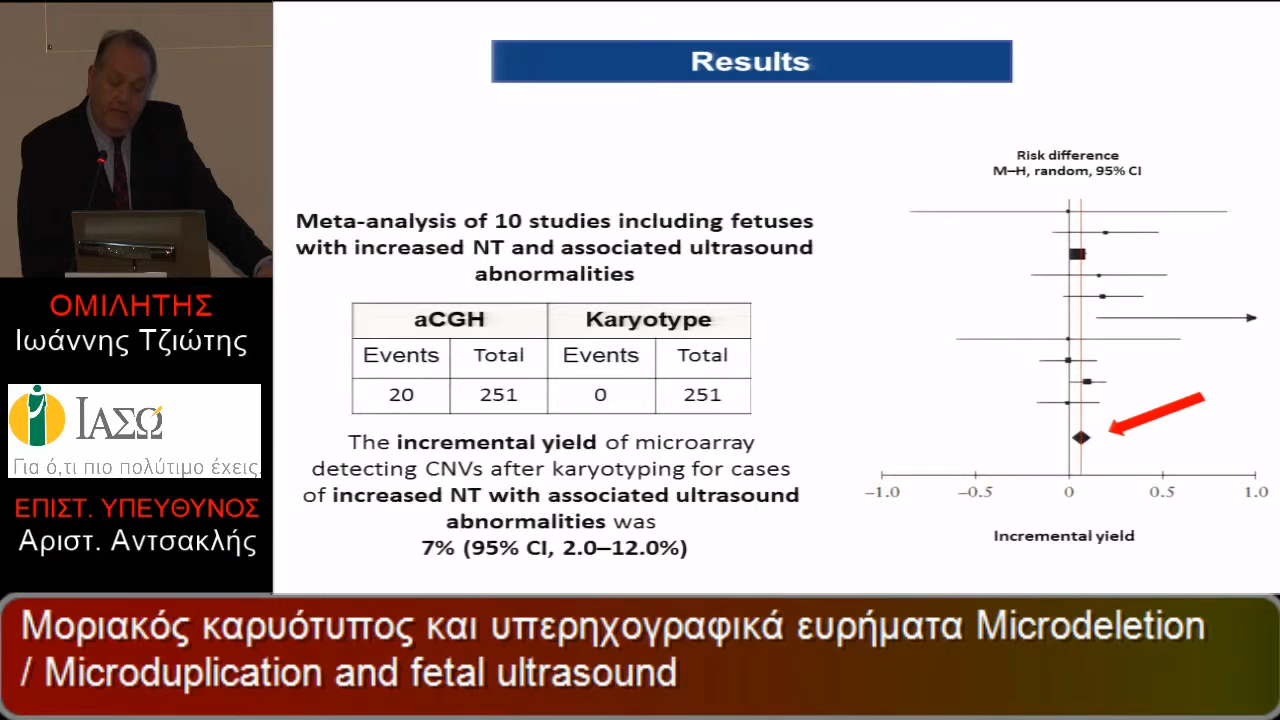 Results
Risk difference
M–H, random, 95% CI
Meta-analysis of 10 studies including fetuses
with increased NT and associated ultrasound
abnormalities
aCGH Karyotype
Events Total Events Total
20 251 0 251
The incremental yield of microarray
detecting CNVs after karyotyping for cases
of increased NT with associated ultrasound
abnormalities was
7% (95% CI, 2.0–12.0%)
−1.0 −0.5 0 0.5 1.0
Incremental yield
ΟΜΙΛΗΤΗΣ
Ιωάννης Τζιώτης
ΙΑΣΩ
Για ό,τι πιο πολύτιμο έχεις.
ΕΠΙΣΤ. ΥΠΕΥΘΥΝΟΣ
Αριστ. Αντσακλής
Μοριακός καρυότυπος και υπερηχογραφικά ευρήματα Microdeletion
/ Microduplication and fetal ultrasound